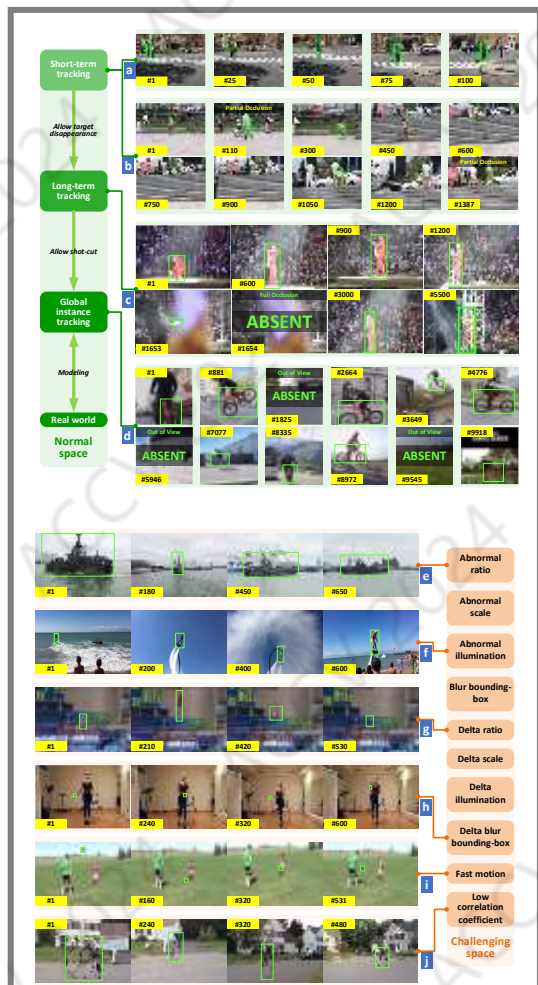 Short-term
tracking
a
#1
#25
#50
#75
#100
Allow target
disappearance
b
#1
Partial Occlusion
#110
#300
#450
#600
#750
#900
#1050
#1200
Partial Occlusion
#1387
Long-term
tracking
Allow shot-cut
c
#1
#600
#900
#1200
#1653
Full Occlusion
ABSENT
#1654
#3000
#5500
Global
instance
tracking
Modeling
Real world
Normal
space
d
#1
#881
Out of View
ABSENT
#1825
#2664
#3649
#4776
Out of View
ABSENT
#5946
#7077
#8335
#8972
Out of View
ABSENT
#9545
#9918
#1
#180
#450
#650
e
Abnormal
ratio
Abnormal
scale
#1
#200
#400
#600
f
Abnormal
illumination
Blur bounding-
box
#1
#210
#420
#530
g
Delta ratio
Delta scale
#1
#240
#320
#600
h
Delta
illumination
Delta blur
bounding-box
#1
#160
#320
#531
i
Fast motion
Low
correlation
coefficient
#1
#240
#320
#480
j
Challenging
space
ACCV 2024
ACCV 2024